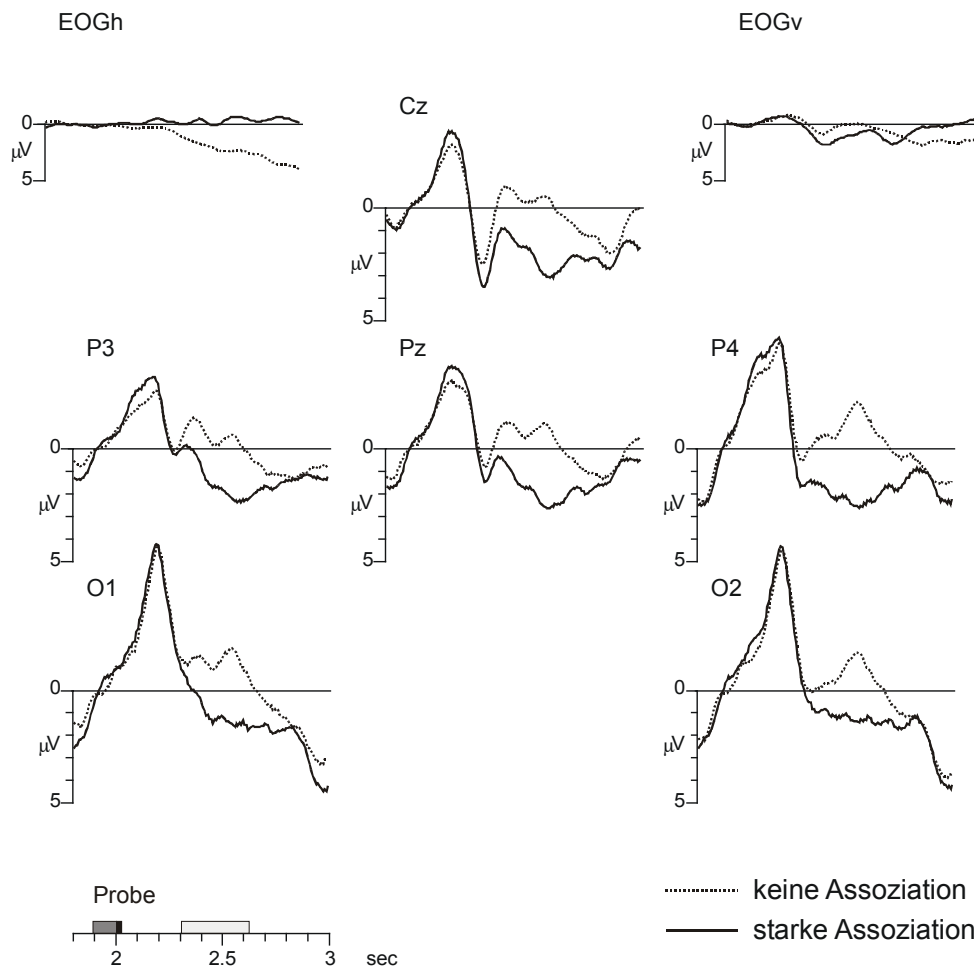 EOGh
EOGv
Cz
0
µV
5
0
µV
5
0
µV
5
P3
Pz
P4
0
µV
5
0
µV
5
0
µV
5
O1
O2
0
µV
5
0
µV
5
Probe
2
2.5
3
sec
keine Assoziation
starke Assoziation